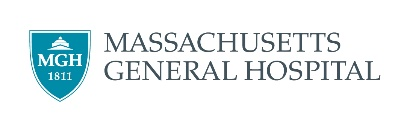 MGH
1811
MASSACHUSETTS
GENERAL HOSPITAL